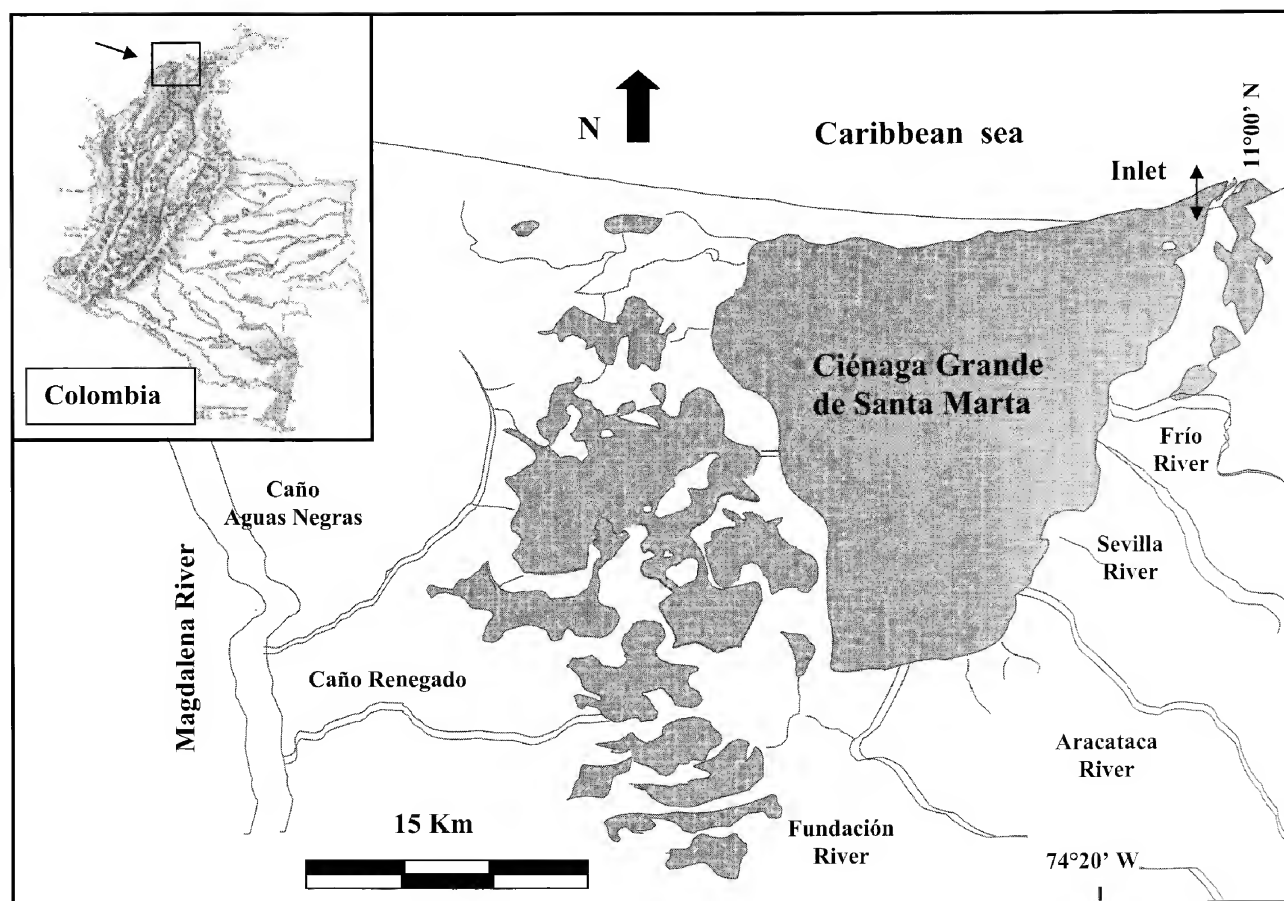 N
Caribbean sea
11°00' N
Inlet
Colombia
Ciénaga Grande
de Santa Marta
Frío
River
Caño
Aguas Negras
Sevilla
River
Magdalena River
Caño Renegado
Aracataca
River
15 Km
Fundación
River
74°20' W